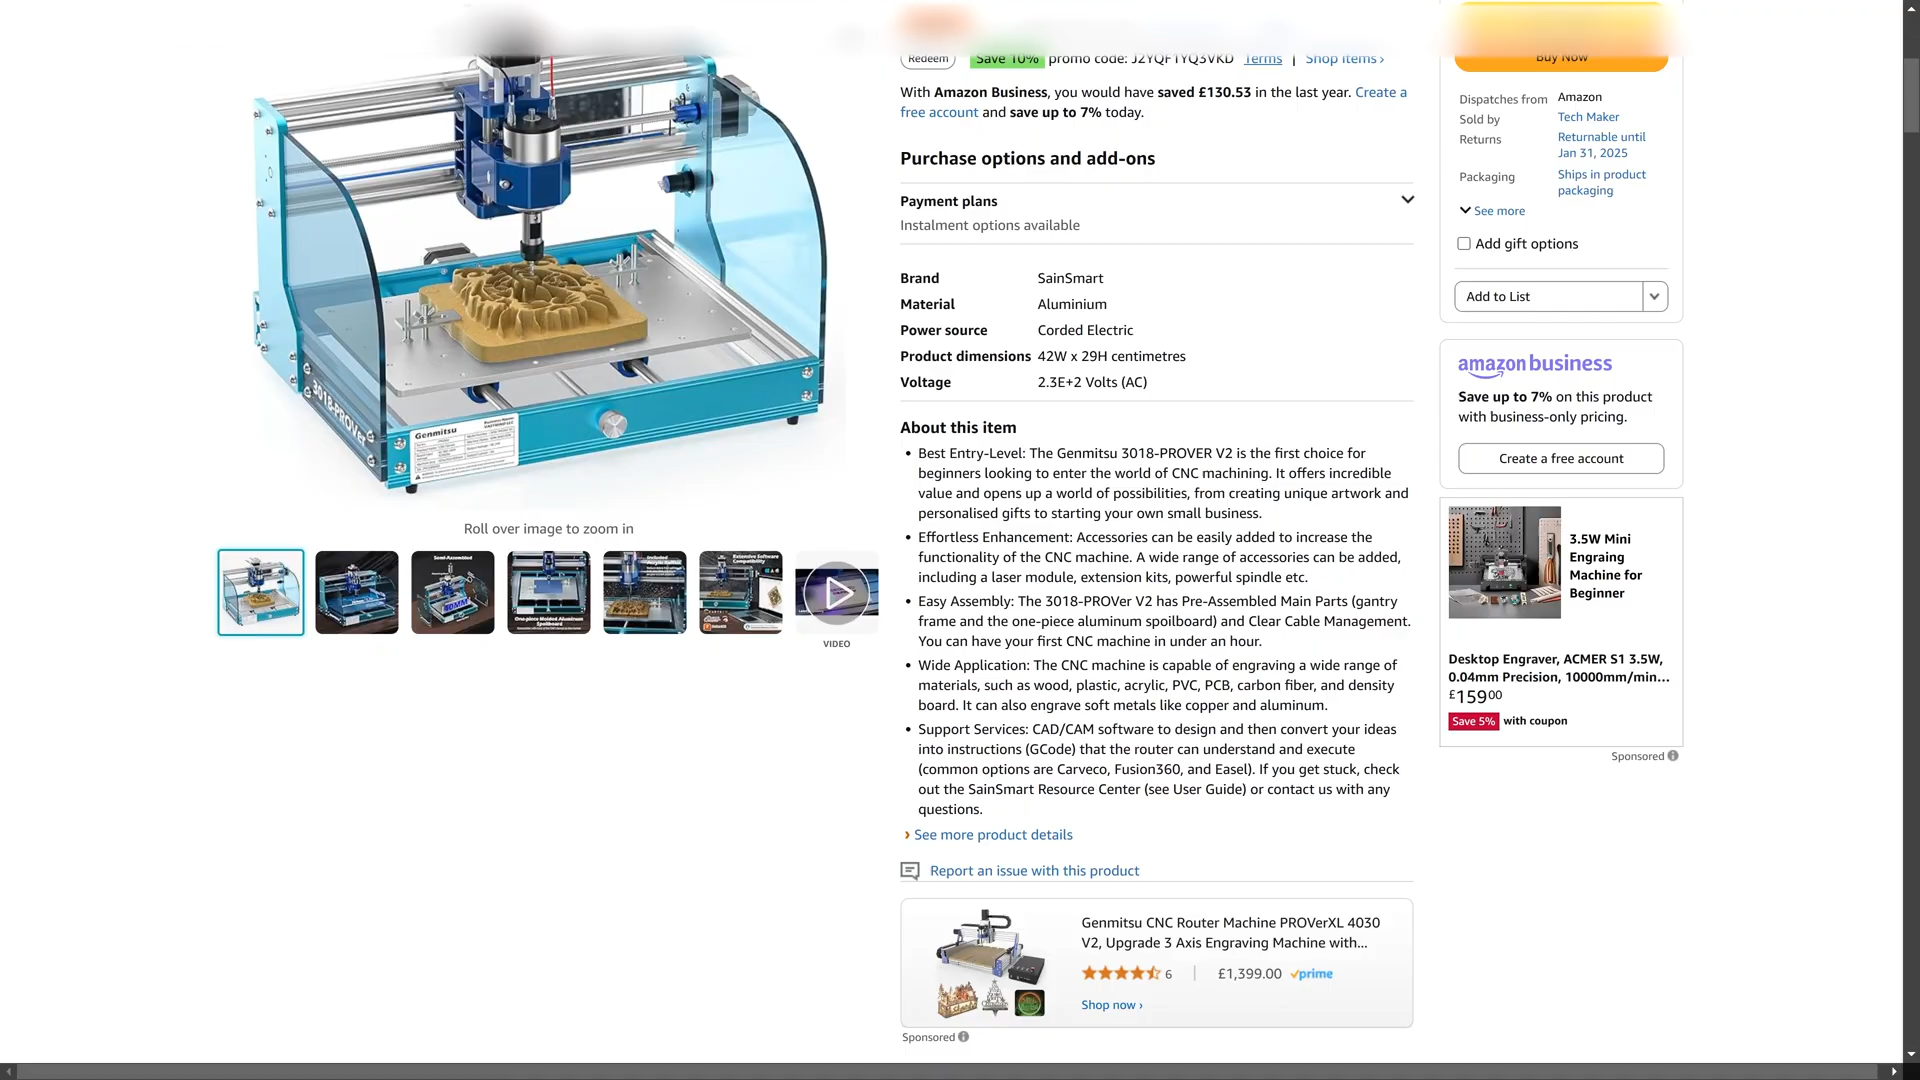 Redeem Save 10% promo code: J2YQF1YQ3VKD Terms | Shop items ›
With Amazon Business, you would have saved £130.53 in the last year. Create a
free account and save up to 7% today.
Purchase options and add-ons
Payment plans
Instalment options available
Brand SainSmart
Material Aluminium
Power source Corded Electric
Product dimensions 42W x 29H centimetres
Voltage 2.3E+2 Volts (AC)
About this item
• Best Entry-Level: The Genmitsu 3018-PROVER V2 is the first choice for
beginners looking to enter the world of CNC machining. It offers incredible
value and opens up a world of possibilities, from creating unique artwork and
personalised gifts to starting your own small business.
• Effortless Enhancement: Accessories can be easily added to increase the
functionality of the CNC machine. A wide range of accessories can be added,
including a laser module, extension kits, powerful spindle etc.
• Easy Assembly: The 3018-PROVer V2 has Pre-Assembled Main Parts (gantry
frame and the one-piece aluminum spoilboard) and Clear Cable Management.
You can have your first CNC machine in under an hour.
• Wide Application: The CNC machine is capable of engraving a wide range of
materials, such as wood, plastic, acrylic, PVC, PCB, carbon fiber, and density
board. It can also engrave soft metals like copper and aluminum.
• Support Services: CAD/CAM software to design and then convert your ideas
into instructions (GCode) that the router can understand and execute
(common options are Carveco, Fusion360, and Easel). If you get stuck, check
out the SainSmart Resource Center (see User Guide) or contact us with any
questions.
› See more product details
Report an issue with this product
Genmitsu CNC Router Machine PROVerXL 4030
V2, Upgrade 3 Axis Engraving Machine with...
6 | £1,399.00 prime
Shop now ›
Sponsored
3018-PROVer
Genmitsu
Roll over image to zoom in
Semi-Assembled
One-piece Molded Aluminum
Spoilboard
Extensive Software
Compatibility
VIDEO
Buy Now
Dispatches from Amazon
Sold by Tech Maker
Returns Returnable until
Jan 31, 2025
Packaging Ships in product
packaging
See more
Add gift options
Add to List
amazon business
Save up to 7% on this product
with business-only pricing.
Create a free account
3.5W Mini
Engraing
Machine for
Beginner
Desktop Engraver, ACMER S1 3.5W,
0.04mm Precision, 10000mm/min...
£15900
Save 5% with coupon
Sponsored